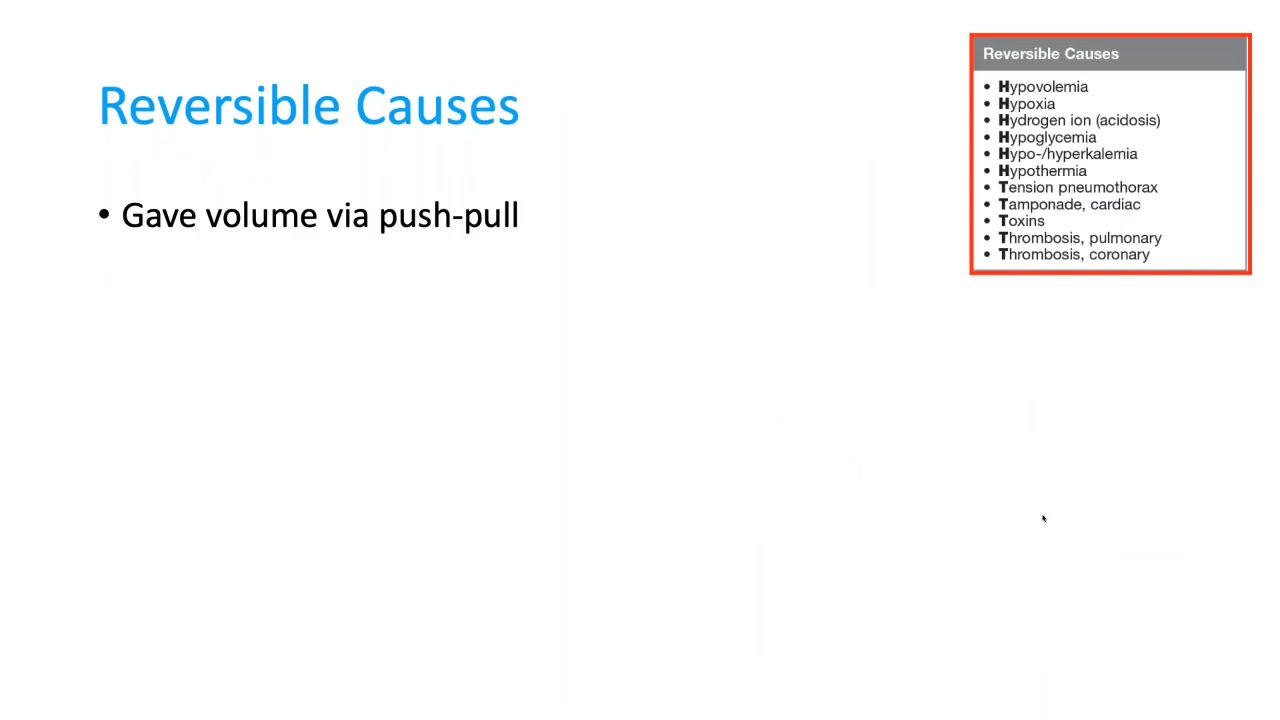 Reversible Causes
• Gave volume via push-pull
Reversible Causes
• Hypovolemia
• Hypoxia
• Hydrogen ion (acidosis)
• Hypoglycemia
• Hypo-/hyperkalemia
• Hypothermia
• Tension pneumothorax
• Tamponade, cardiac
• Toxins
• Thrombosis, pulmonary
• Thrombosis, coronary